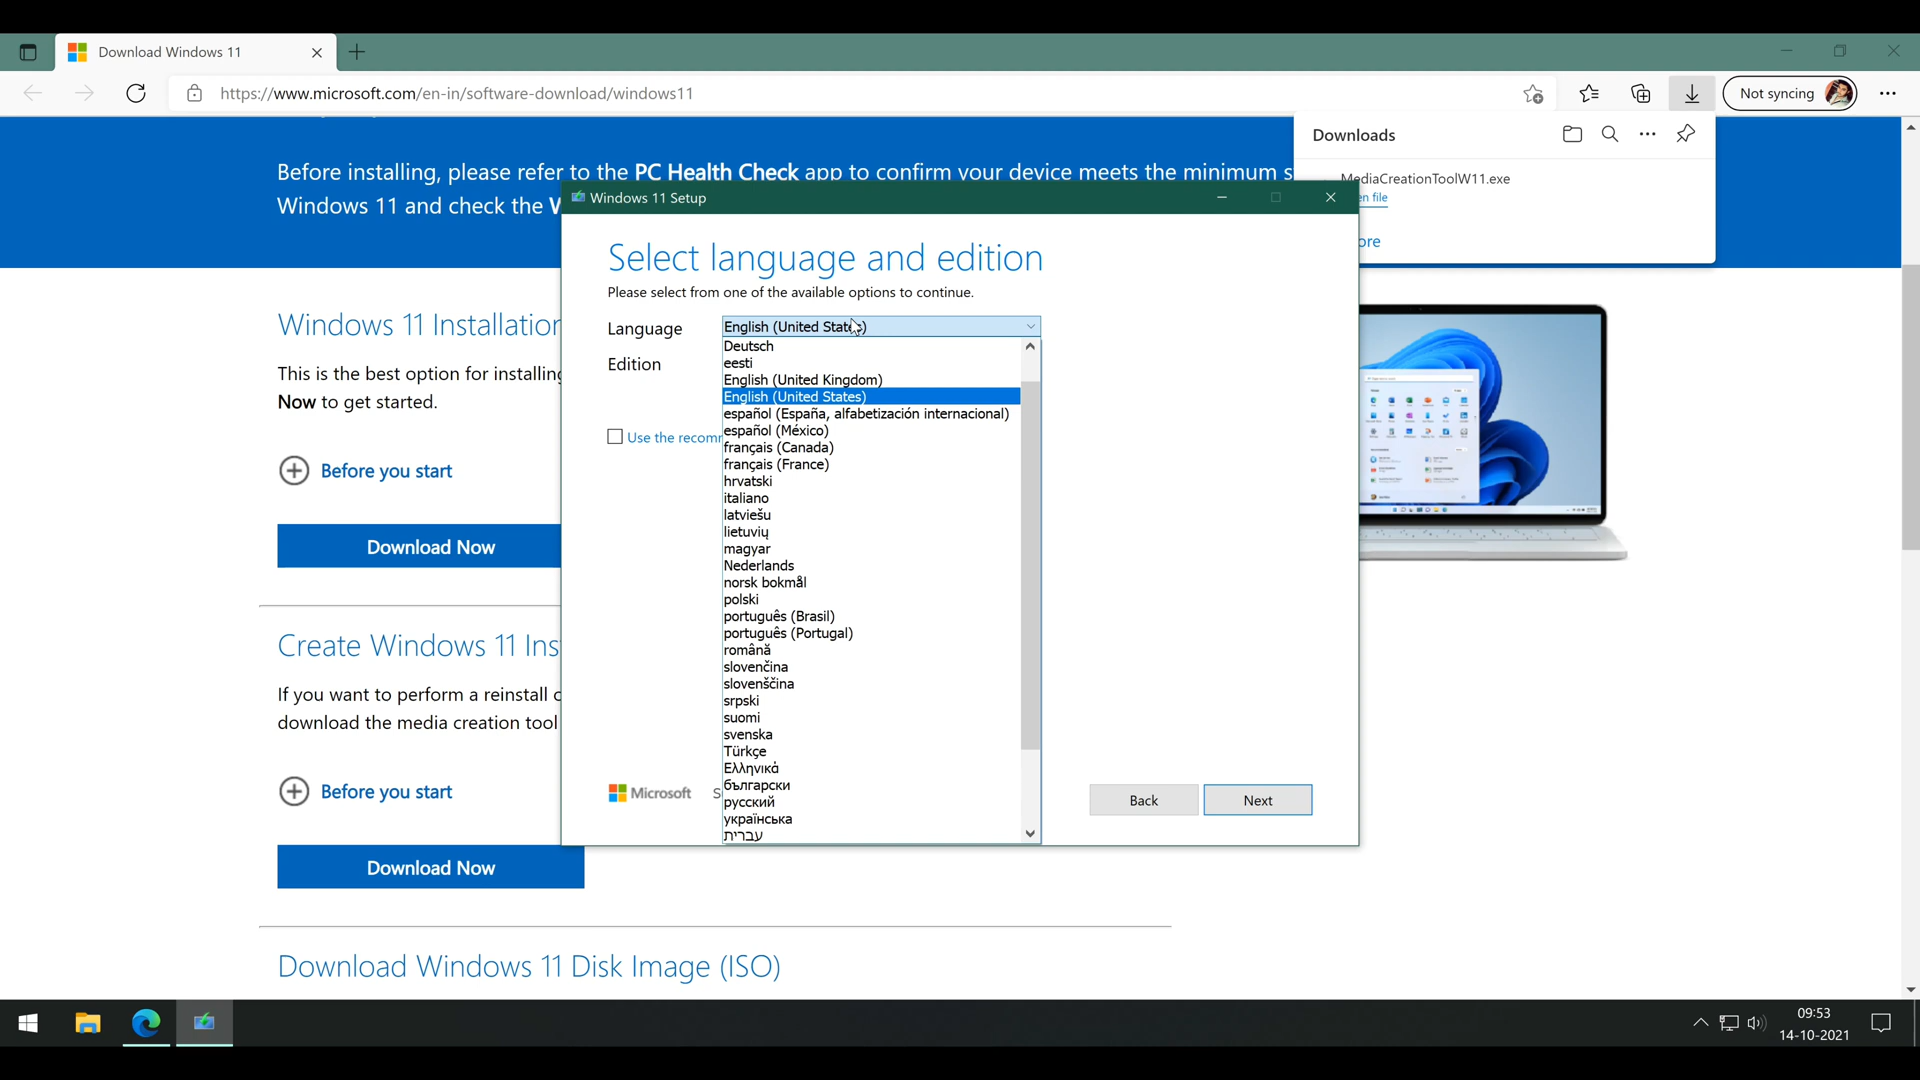 Download Windows 11
https://www.microsoft.com/en-in/software-download/windows11
Not syncing
Downloads
MediaCreationToolW11.exe
en file
ore
Before installing, please refer to the PC Health Check app to confirm your device meets the minimum s
Windows 11 and check the W
Windows 11 Setup
Select language and edition
Please select from one of the available options to continue.
Language
English (United States)
Edition
Deutsch
eesti
English (United Kingdom)
English (United States)
español (España, alfabetización internacional)
español (México)
français (Canada)
français (France)
hrvatski
italiano
latviešu
lietuvių
magyar
Nederlands
norsk bokmål
polski
português (Brasil)
português (Portugal)
română
slovenčina
slovenščina
srpski
suomi
svenska
Türkçe
Ελληνικά
български
русский
українська
עברית
Use the recom
Microsoft
S
Back
Next
Windows 11 Installation
This is the best option for installing
Now to get started.
Before you start
Download Now
Create Windows 11 Ins
If you want to perform a reinstall o
download the media creation tool
Before you start
Download Now
Download Windows 11 Disk Image (ISO)
09:53
14-10-2021